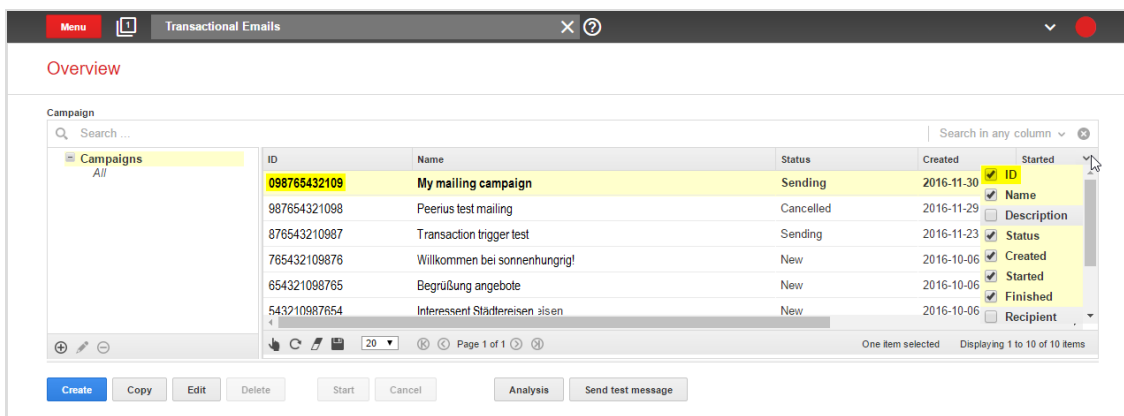 Menu 1 Transactional Emails
Overview
Campaign
Search ... Search in any column
Campaigns
All
ID Name Status Created Started
098765432109 My mailing campaign Sending 2016-11-30
987654321098 Peerius test mailing Cancelled 2016-11-29
876543210987 Transaction trigger test Sending 2016-11-23
765432109876 Willkommen bei sonnenhungrig! New 2016-10-06
654321098765 Begrüßung angebote New 2016-10-06
543210987654 Interessent Städtereisen eisen New 2016-10-06
ID
Name
Description
Status
Created
Started
Finished
Recipient
20 Page 1 of 1 One item selected Displaying 1 to 10 of 10 items
Create Copy Edit Delete Start Cancel Analysis Send test message